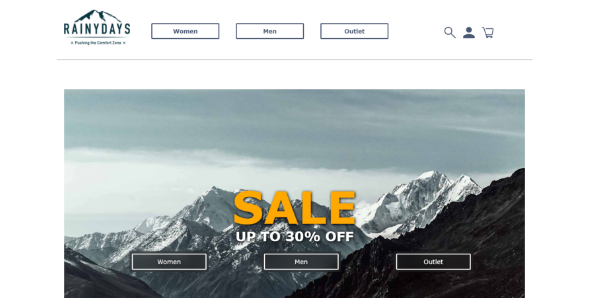 RAINYDAYS
Pushing the Comfort Zone
Women
Men
Outlet
SALE
UP TO 30% OFF
Women
Men
Outlet